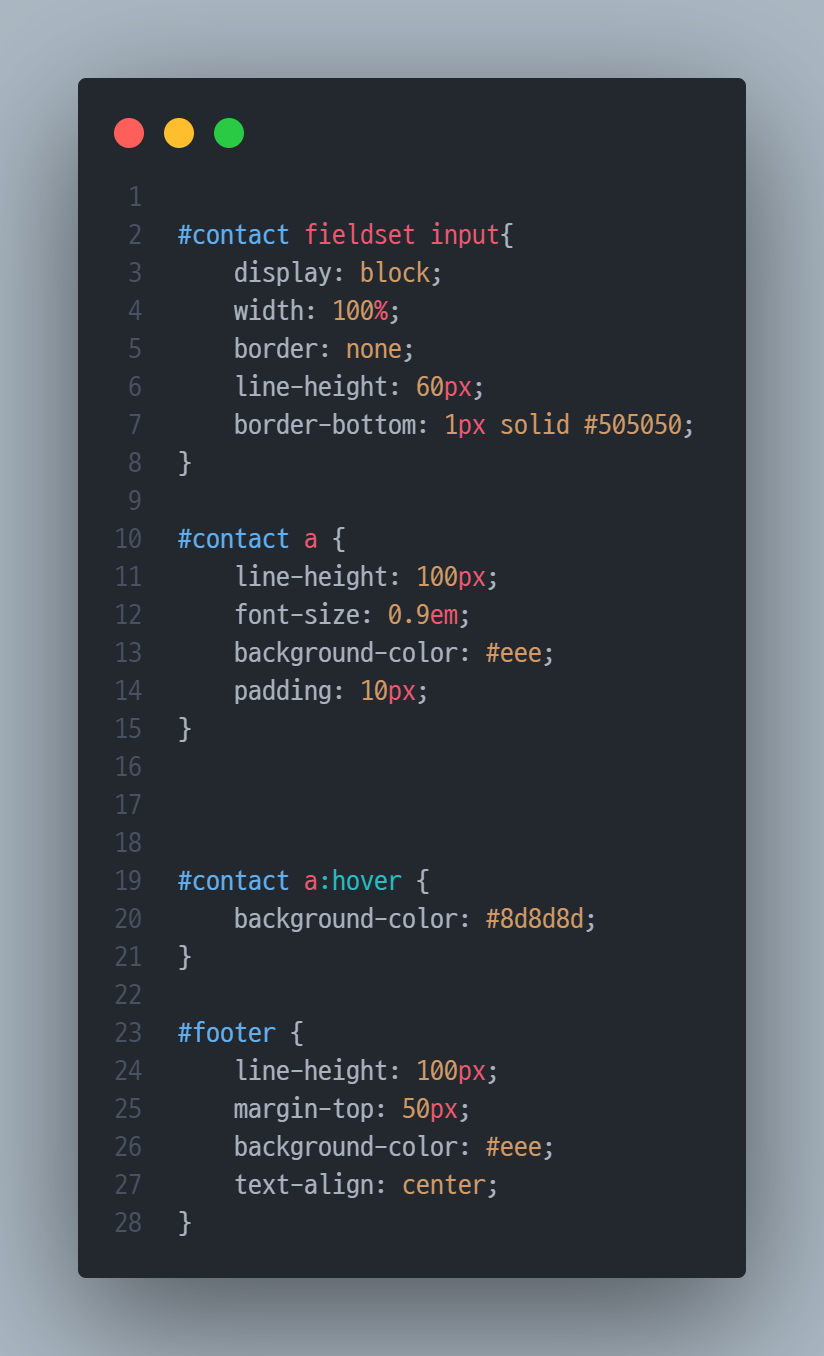 1
2 #contact fieldset input{
3     display: block;
4     width: 100%;
5     border: none;
6     line-height: 60px;
7     border-bottom: 1px solid #505050;
8 }
9
10 #contact a {
11     line-height: 100px;
12     font-size: 0.9em;
13     background-color: #eee;
14     padding: 10px;
15 }
16
17
18
19 #contact a:hover {
20     background-color: #8d8d8d;
21 }
22
23 #footer {
24     line-height: 100px;
25     margin-top: 50px;
26     background-color: #eee;
27     text-align: center;
28 }